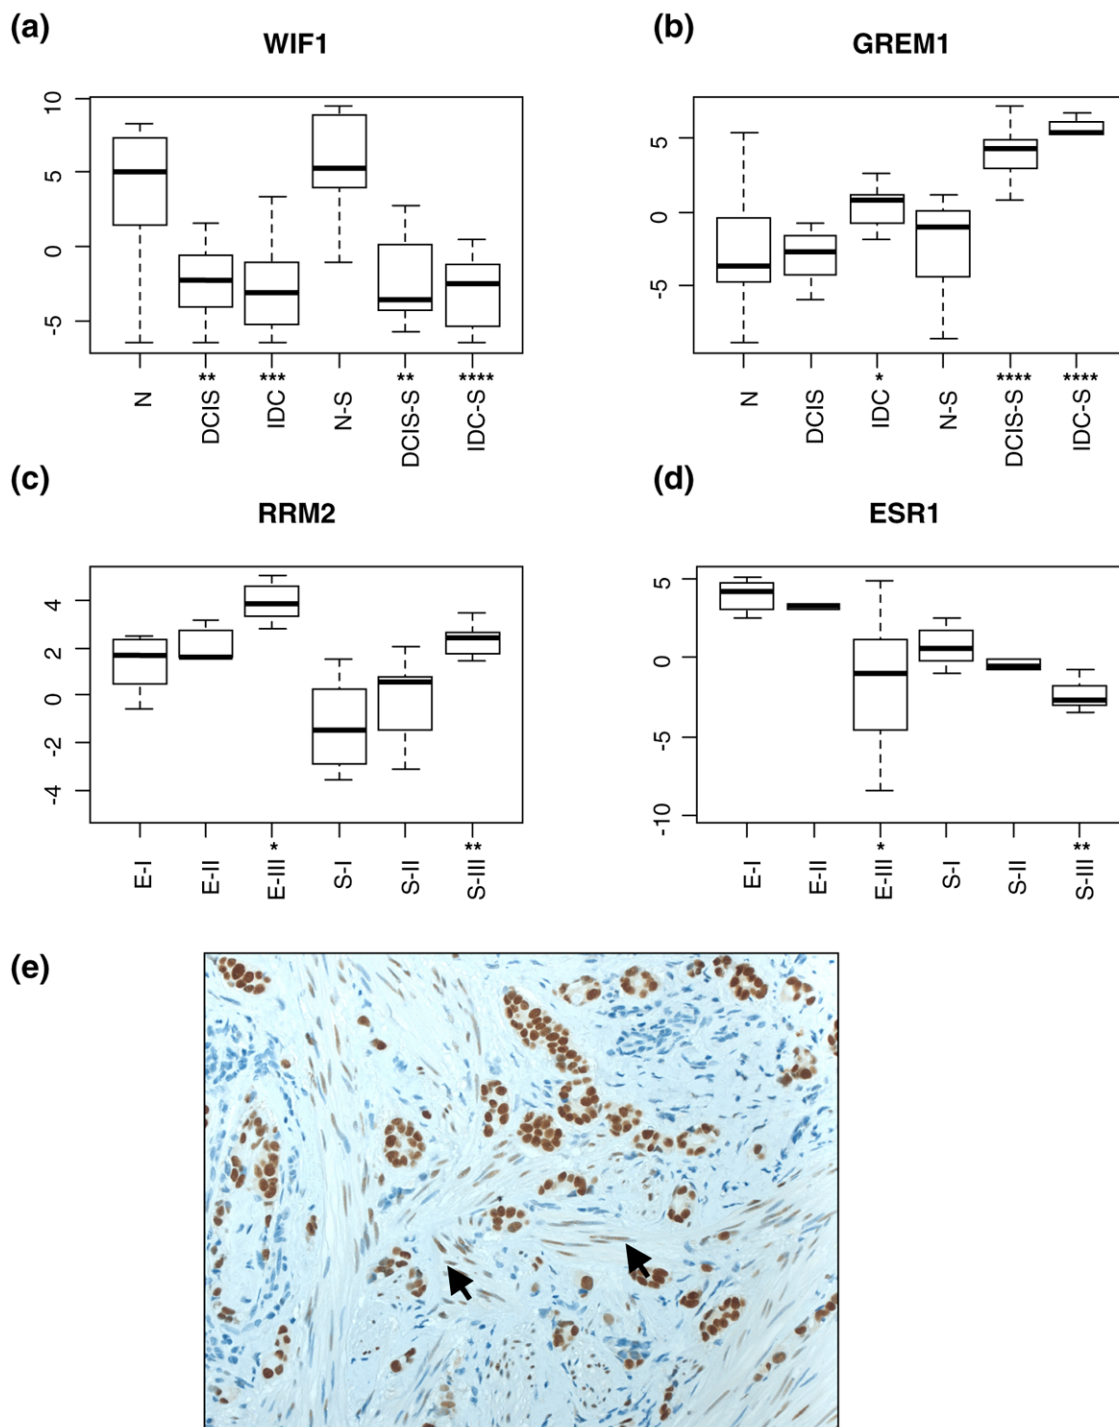 (a)
WIF1
10
5
0
-5
N
DCIS **
IDC ***
N-S
DCIS-S **
IDC-S ****
(b)
GREM1
5
0
-5
N
DCIS
IDC *
N-S
DCIS-S ****
IDC-S ****
(c)
RRM2
4
2
0
-2
-4
E-I
E-II
E-III *
S-I
S-II
S-III **
(d)
ESR1
5
0
-5
-10
E-I
E-II
E-III *
S-I
S-II
S-III **
(e)